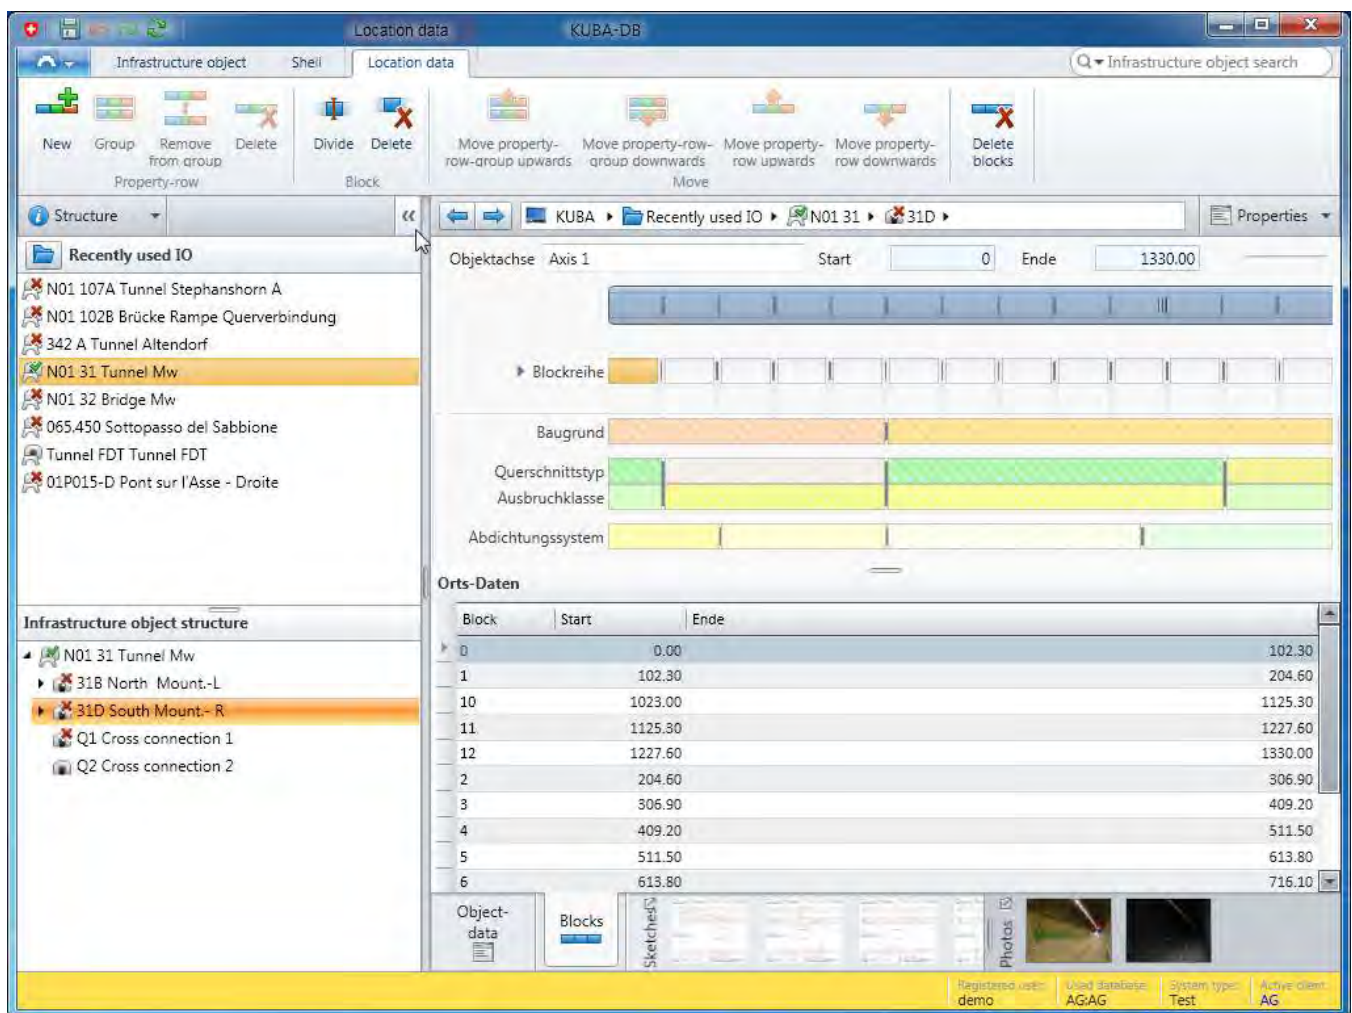 Location data KUBA-DB
Infrastructure object Shell Location data Infrastructure object search
New Group Remove from group Delete Divide Delete Move property-row-group upwards Move property-row-group downwards Move property-row upwards Move property-row downwards Delete blocks
Property-row Block Move
Structure KUBA Recently used IO N01 31 31D Properties
Recently used IO
N01 107A Tunnel Stephanshorn A
N01 102B Brücke Rampe Querverbindung
342 A Tunnel Altendorf
N01 31 Tunnel Mw
N01 32 Bridge Mw
065.450 Sottopasso del Sabbione
Tunnel FDT Tunnel FDT
01P015-D Pont sur l'Asse - Droite
Infrastructure object structure
N01 31 Tunnel Mw
31B North Mount.-L
31D South Mount.- R
Q1 Cross connection 1
Q2 Cross connection 2
Objektachse Axis 1 Start 0 Ende 1330.00
Blockreihe
Baugrund
Querschnittstyp
Ausbruchklasse
Abdichtungssystem
Orts-Daten
Block Start Ende
0 0.00 102.30
1 102.30 204.60
10 1023.00 1125.30
11 1125.30 1227.60
12 1227.60 1330.00
2 204.60 306.90
3 306.90 409.20
4 409.20 511.50
5 511.50 613.80
6 613.80 716.10
Object-data Blocks Sketches Photos
Registered user: Used database: System type: Active client:
demo AG:AG Test AG